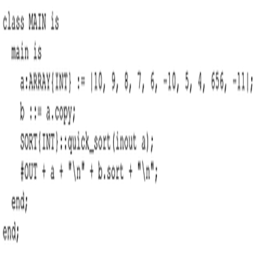 class MAIN is
main is
a:ARRAY{INT} := |10, 9, 8, 7, 6, -10, 5, 4, 656, -11|;
b ::= a.copy;
SORT{INT}::quick_sort(inout a);
#OUT + a + "\n" + b.sort + "\n";
end;
end;